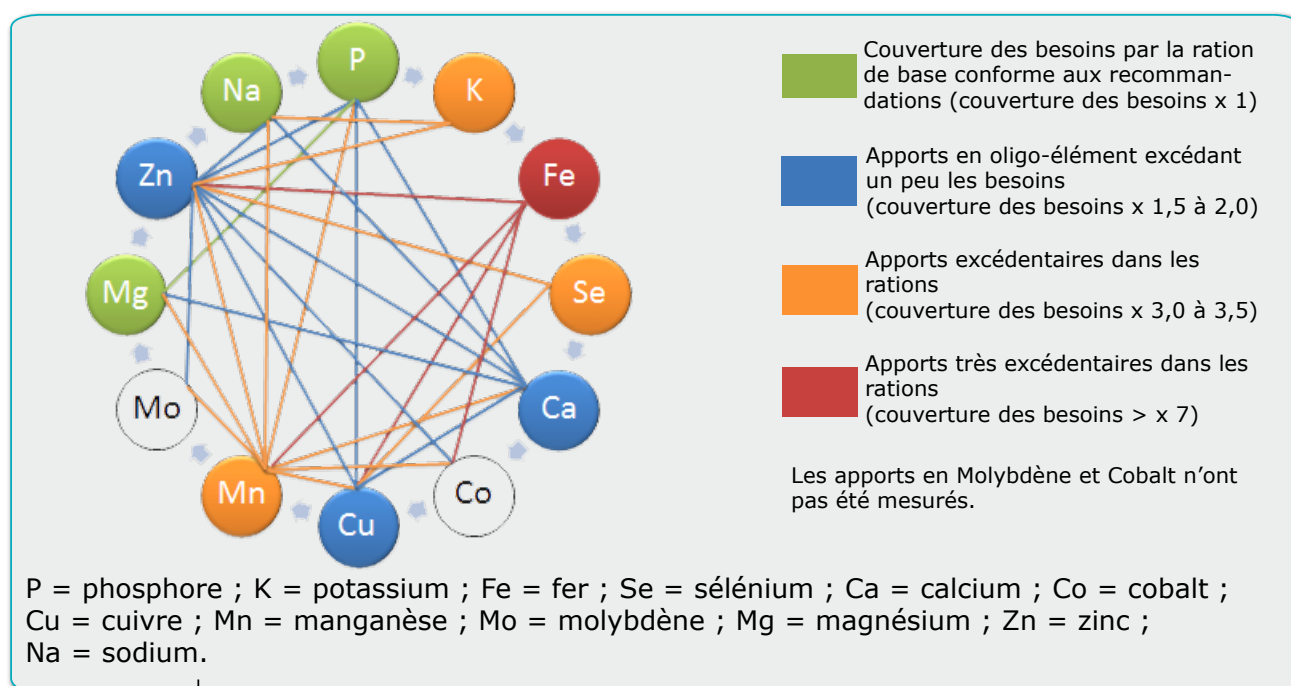 P
K
Na
Zn
Fe
Mg
Se
Mo
Ca
Mn
Co
Cu
Couverture des besoins par la ration
de base conforme aux recomman-
dations (couverture des besoins x 1)
Apports en oligo-élément excédant
un peu les besoins
(couverture des besoins x 1,5 à 2,0)
Apports excédentaires dans les
rations
(couverture des besoins x 3,0 à 3,5)
Apports très excédentaires dans les
rations
(couverture des besoins > x 7)
Les apports en Molybdène et Cobalt n’ont
pas été mesurés.
P = phosphore ; K = potassium ; Fe = fer ; Se = sélénium ; Ca = calcium ; Co = cobalt ;
Cu = cuivre ; Mn = manganèse ; Mo = molybdène ; Mg = magnésium ; Zn = zinc ;
Na = sodium.